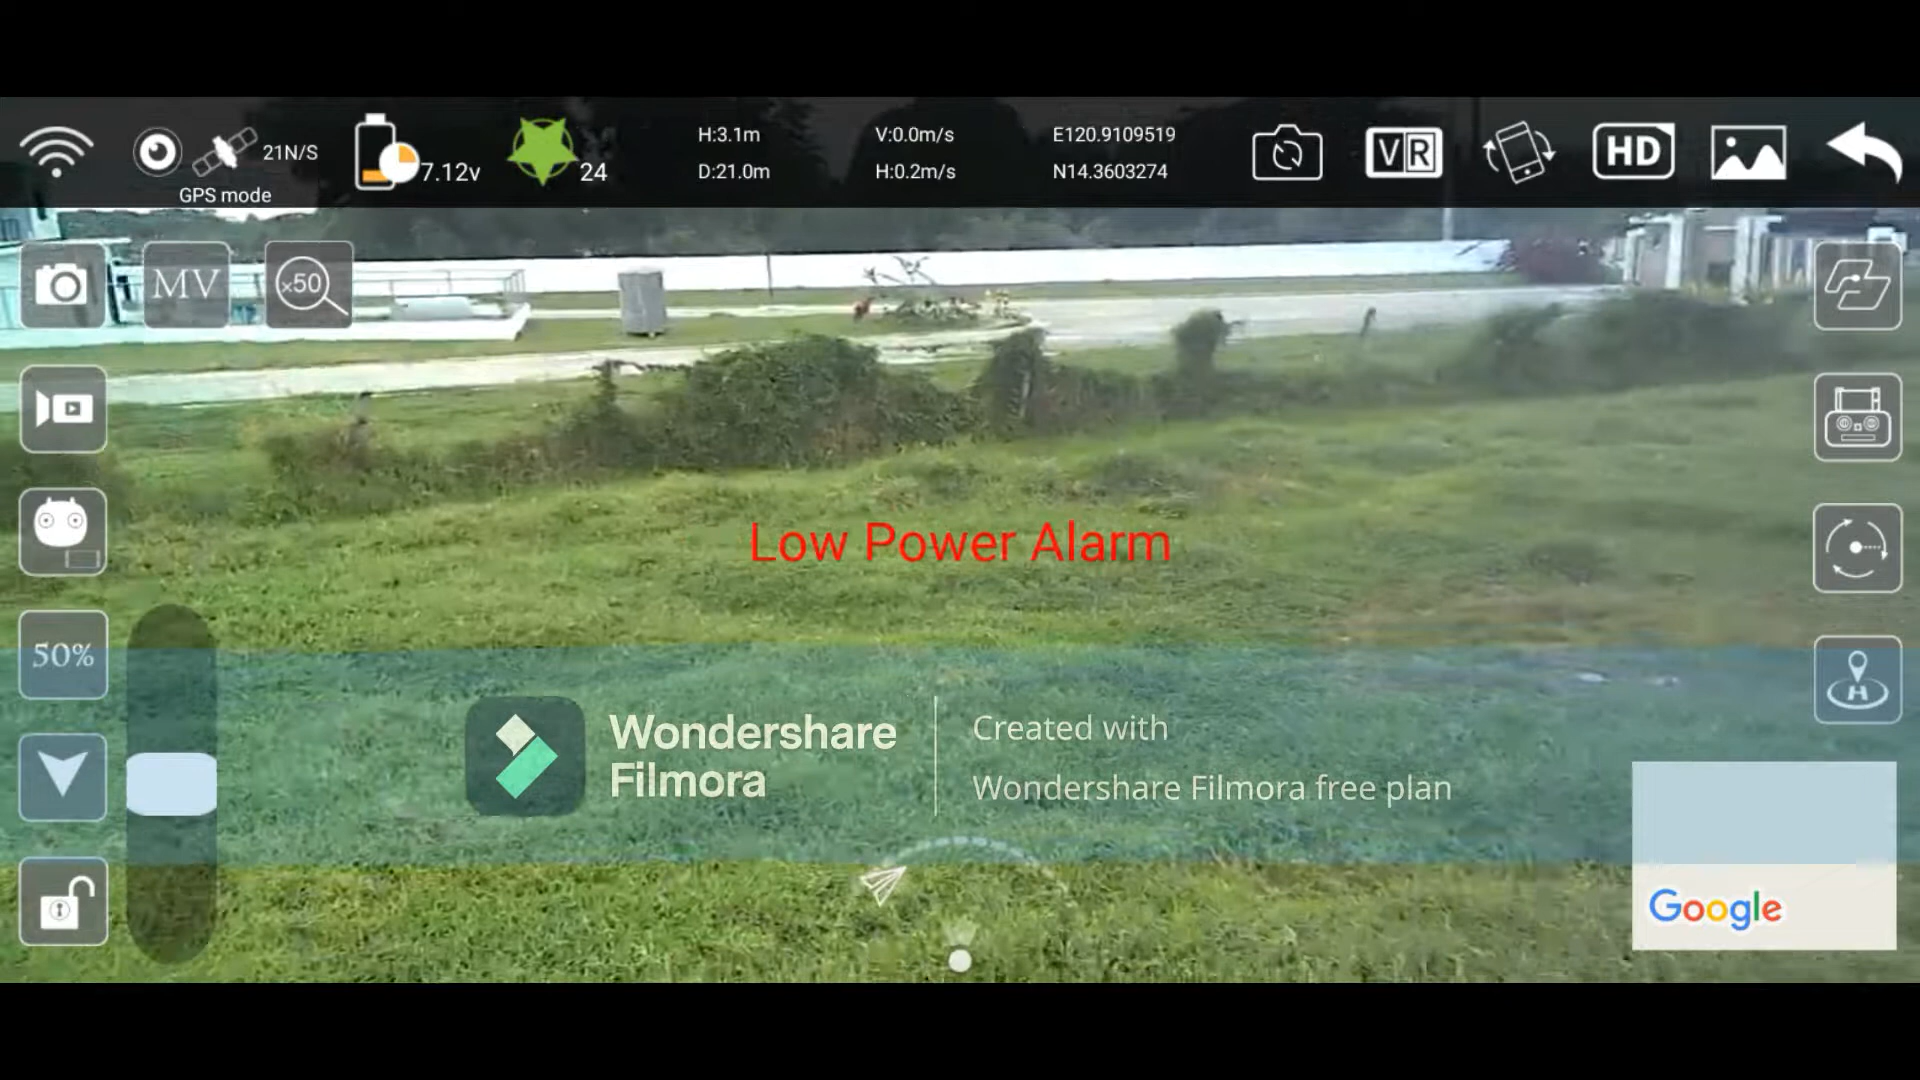 21N/S
GPS mode
7.12v
24
H:3.1m
D:21.0m
V:0.0m/s
H:0.2m/s
E120.9109519
N14.3603274
VR
HD
MV
x50
Low Power Alarm
50%
Wondershare
Filmora
Created with
Wondershare Filmora free plan
H
Google